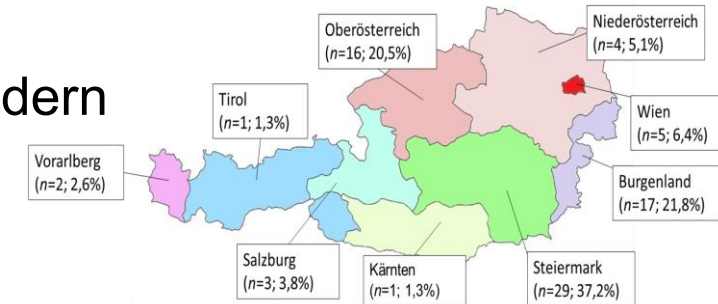 dern
Oberösterreich
(n=16; 20,5%)
Niederösterreich
(n=4; 5,1%)
Tirol
(n=1; 1,3%)
Wien
(n=5; 6,4%)
Vorarlberg
(n=2; 2,6%)
Burgenland
(n=17; 21,8%)
Salzburg
(n=3; 3,8%)
Kärnten
(n=1; 1,3%)
Steiermark
(n=29; 37,2%)